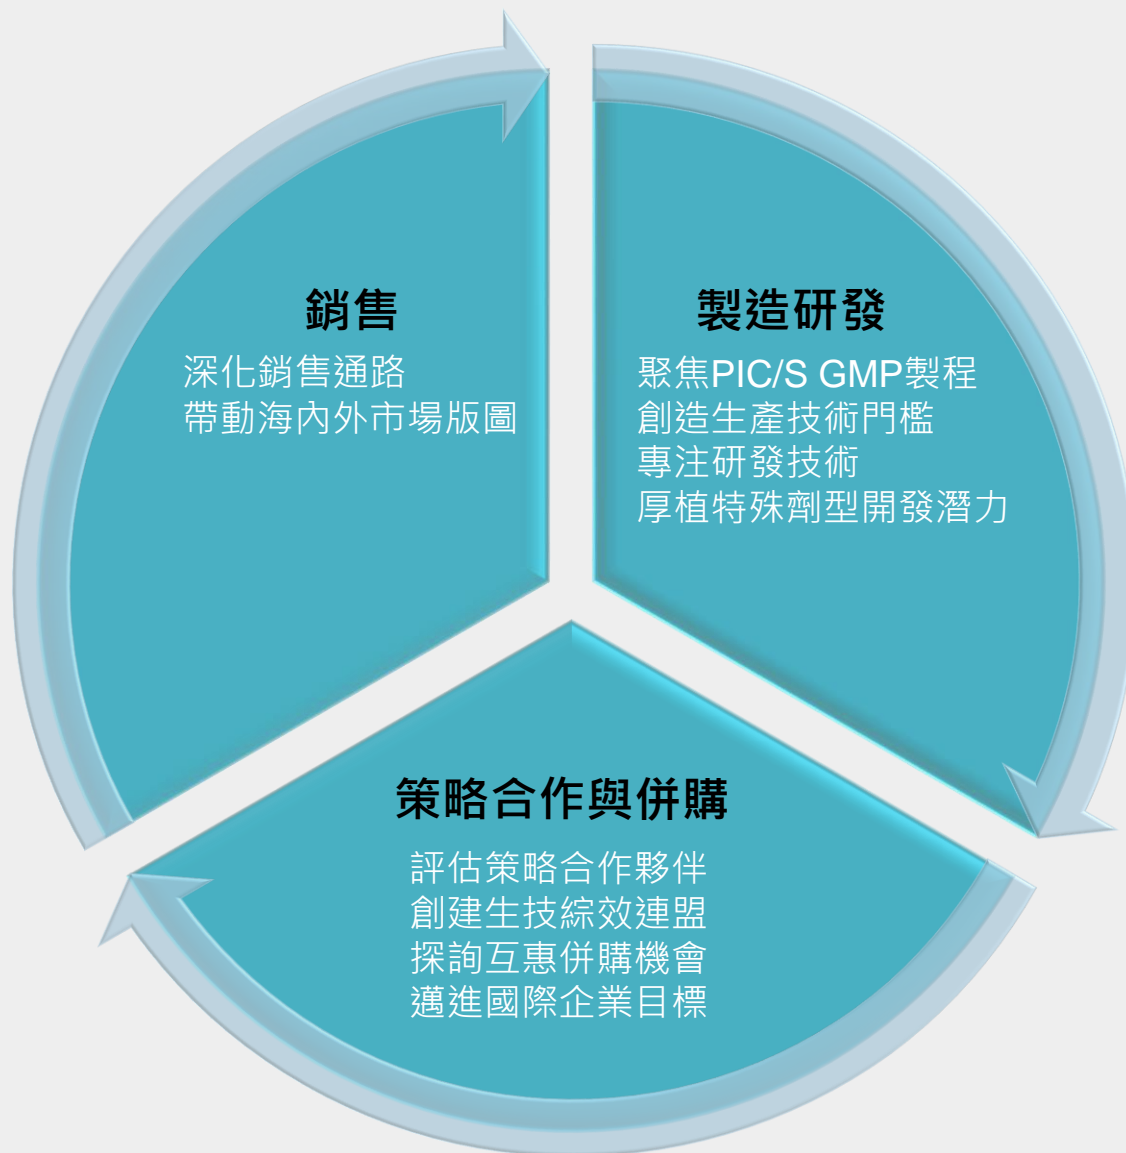 銷售
深化銷售通路
帶動海內外市場版圖
製造研發
聚焦PIC/S GMP製程
創造生產技術門檻
專注研發技術
厚植特殊劑型開發潛力
策略合作與併購
評估策略合作夥伴
創建生技綜效連盟
探詢互惠併購機會
邁進國際企業目標